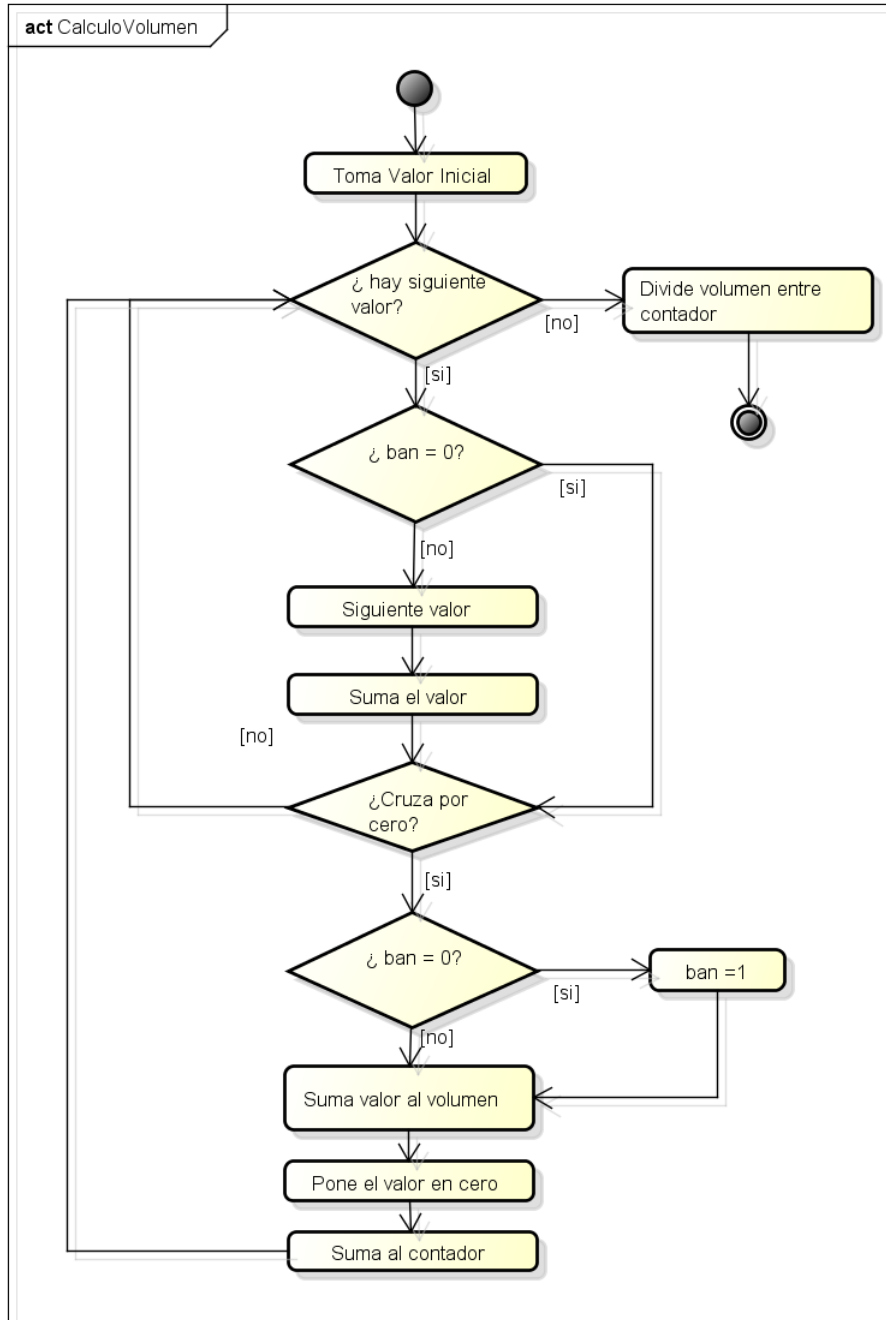 act CalculoVolumen
Toma Valor Inicial
¿ hay siguiente
valor?
[no]
Divide volumen entre
contador
[si]
¿ ban = 0?
[si]
[no]
Siguiente valor
Suma el valor
[no]
¿Cruza por
cero?
[si]
¿ ban = 0?
[si]
ban =1
[no]
Suma valor al volumen
Pone el valor en cero
Suma al contador